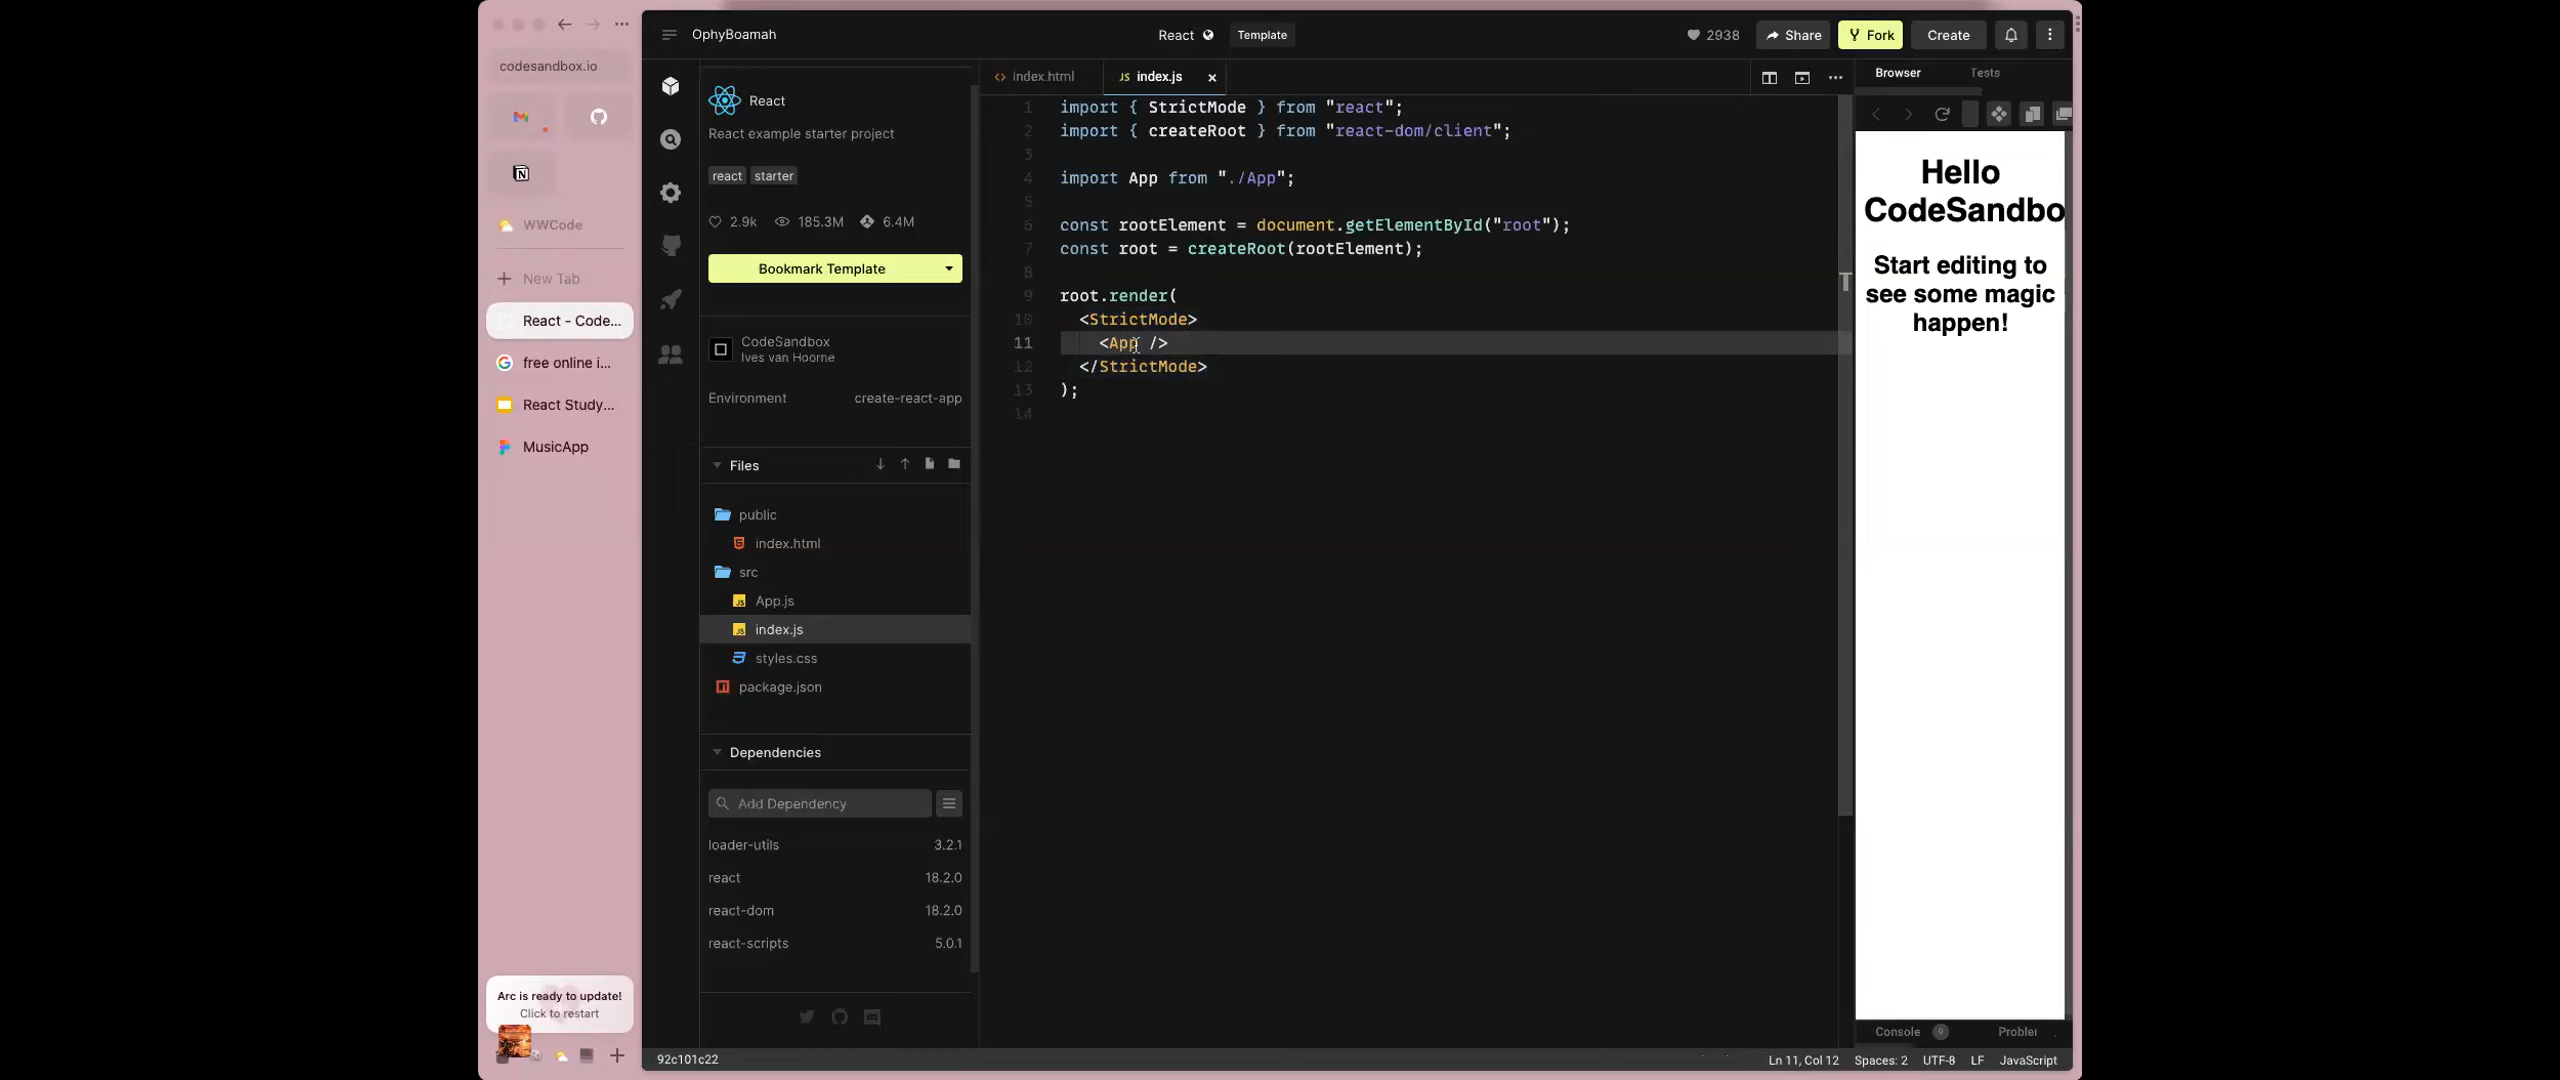 codesandbox.io
WWCode
New Tab
React - Code...
free online i...
React Study...
MusicApp
Arc is ready to update!
Click to restart
OphyBoamah
React
Template
2938
Share
Fork
Create
React
React example starter project
react starter
2.9k 185.3M 6.4M
Bookmark Template
CodeSandbox
Ives van Hoorne
Environment create-react-app
Files
public
index.html
src
App.js
index.js
styles.css
package.json
Dependencies
Add Dependency
loader-utils 3.2.1
react 18.2.0
react-dom 18.2.0
react-scripts 5.0.1
index.html
JS index.js
1 import { StrictMode } from "react";
2 import { createRoot } from "react-dom/client";
3
4 import App from "./App";
5
6 const rootElement = document.getElementById("root");
7 const root = createRoot(rootElement);
8
9 root.render(
10 <StrictMode>
11 <App />
12 </StrictMode>
13 );
14
Browser Tests
Hello
CodeSandbo
Start editing to
see some magic
happen!
Console 0 Probler
92c101c22
Ln 11, Col 12 Spaces: 2 UTF-8 LF JavaScript